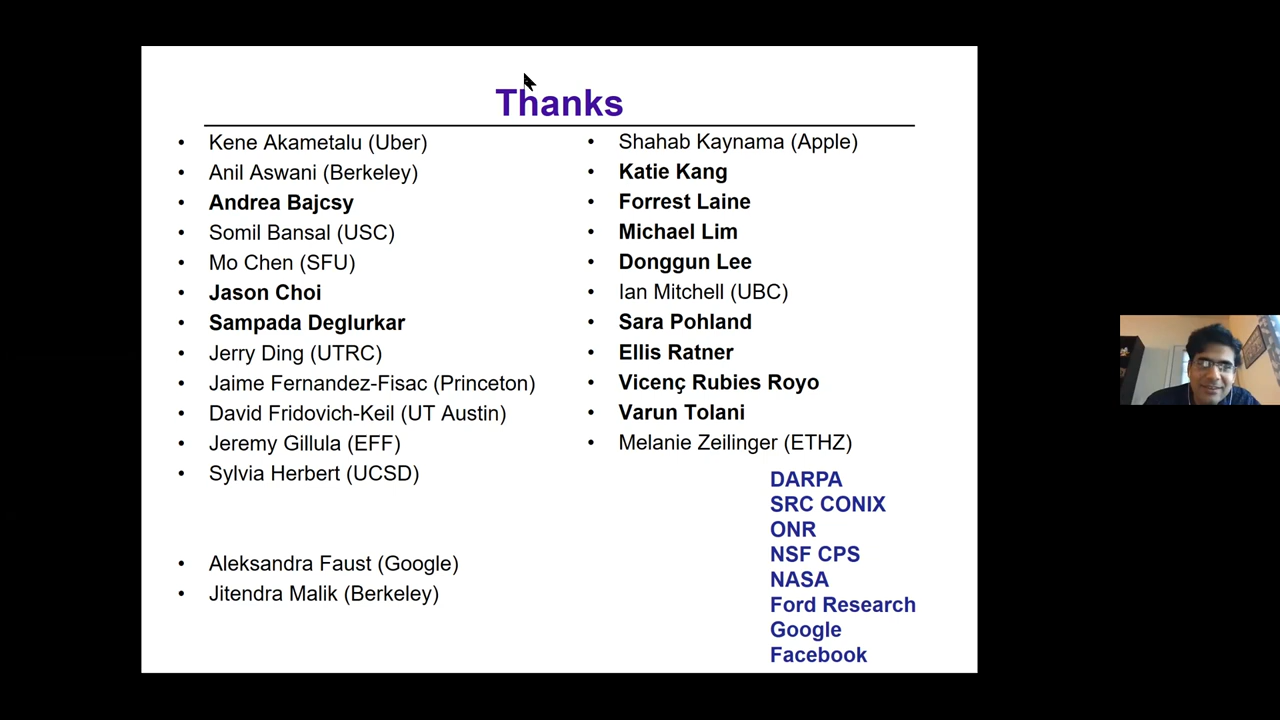 Thanks
• Kene Akametalu (Uber)
• Anil Aswani (Berkeley)
• Andrea Bajcsy
• Somil Bansal (USC)
• Mo Chen (SFU)
• Jason Choi
• Sampada Deglurkar
• Jerry Ding (UTRC)
• Jaime Fernandez-Fisac (Princeton)
• David Fridovich-Keil (UT Austin)
• Jeremy Gillula (EFF)
• Sylvia Herbert (UCSD)
• Aleksandra Faust (Google)
• Jitendra Malik (Berkeley)
• Shahab Kaynama (Apple)
• Katie Kang
• Forrest Laine
• Michael Lim
• Donggun Lee
• Ian Mitchell (UBC)
• Sara Pohland
• Ellis Ratner
• Vicenç Rubies Royo
• Varun Tolani
• Melanie Zeilinger (ETHZ)
DARPA
SRC CONIX
ONR
NSF CPS
NASA
Ford Research
Google
Facebook